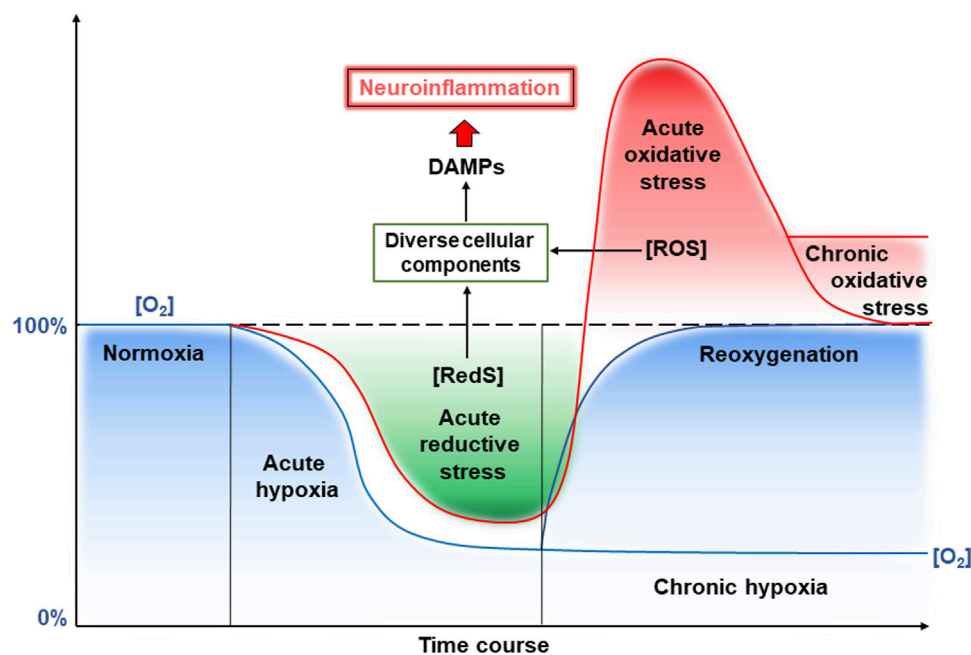 Neuroinflammation
DAMPs
Diverse cellular
components
[ROS]
Acute
oxidative
stress
Chronic
oxidative
stress
[O₂]
100%
Normoxia
[RedS]
Reoxygenation
Acute
reductive
stress
Acute
hypoxia
[O₂]
Chronic hypoxia
0%
Time course